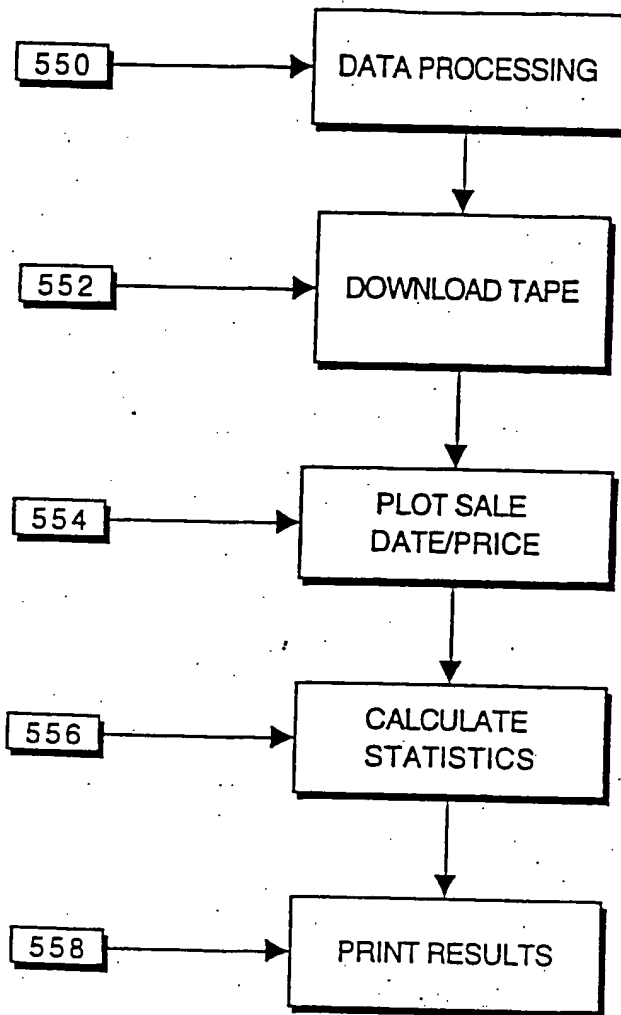 550
DATA PROCESSING
552
DOWNLOAD TAPE
554
PLOT SALE
DATE/PRICE
556
CALCULATE
STATISTICS
558
PRINT RESULTS